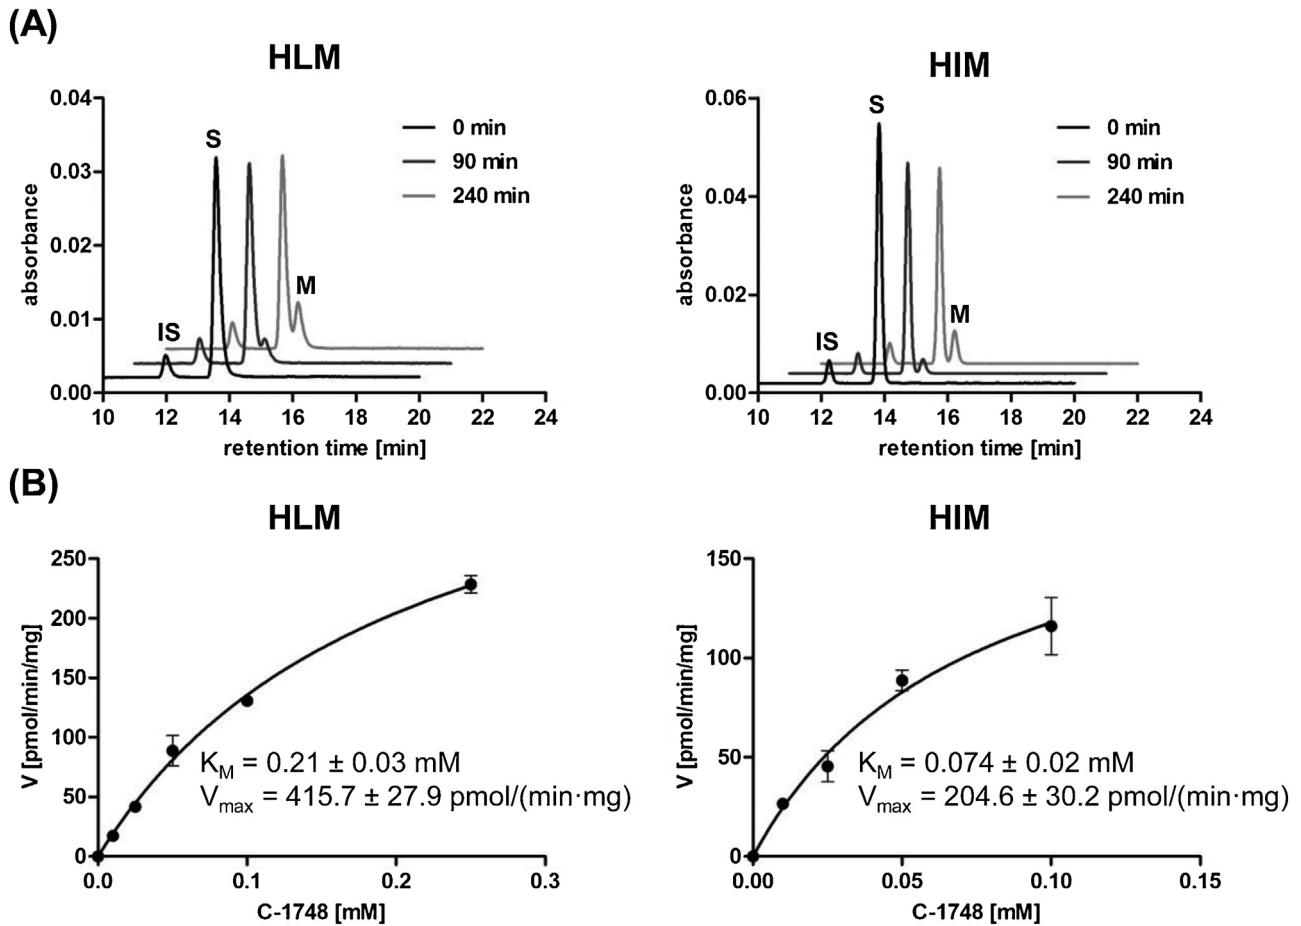 (A)
HLM
0.04
0.03
0.02
0.01
0.00
absorbance
S
IS
M
0 min
90 min
240 min
10 12 14 16 18 20 22 24
retention time [min]
HIM
0.06
0.04
0.02
0.00
absorbance
S
IS
M
0 min
90 min
240 min
10 12 14 16 18 20 22 24
retention time [min]
(B)
HLM
250
200
150
100
50
0
V [pmol/min/mg]
K_M = 0.21 ± 0.03 mM
V_max = 415.7 ± 27.9 pmol/(min·mg)
0.0 0.1 0.2 0.3
C-1748 [mM]
HIM
150
100
50
0
V [pmol/min/mg]
K_M = 0.074 ± 0.02 mM
V_max = 204.6 ± 30.2 pmol/(min·mg)
0.00 0.05 0.10 0.15
C-1748 [mM]